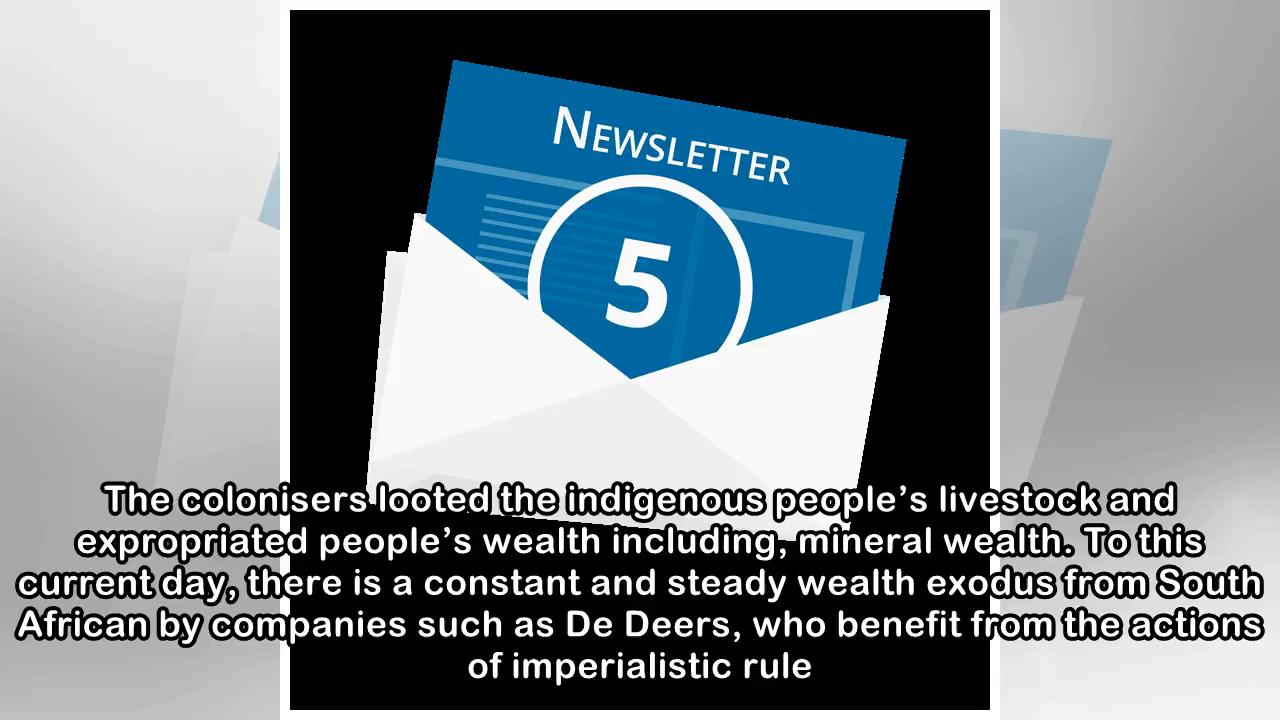 NEWSLETTER
5
The colonisers looted the indigenous people's livestock and
expropriated people's wealth including, mineral wealth. To this
current day, there is a constant and steady wealth exodus from South
African by companies such as De Deers, who benefit from the actions
of imperialistic rule